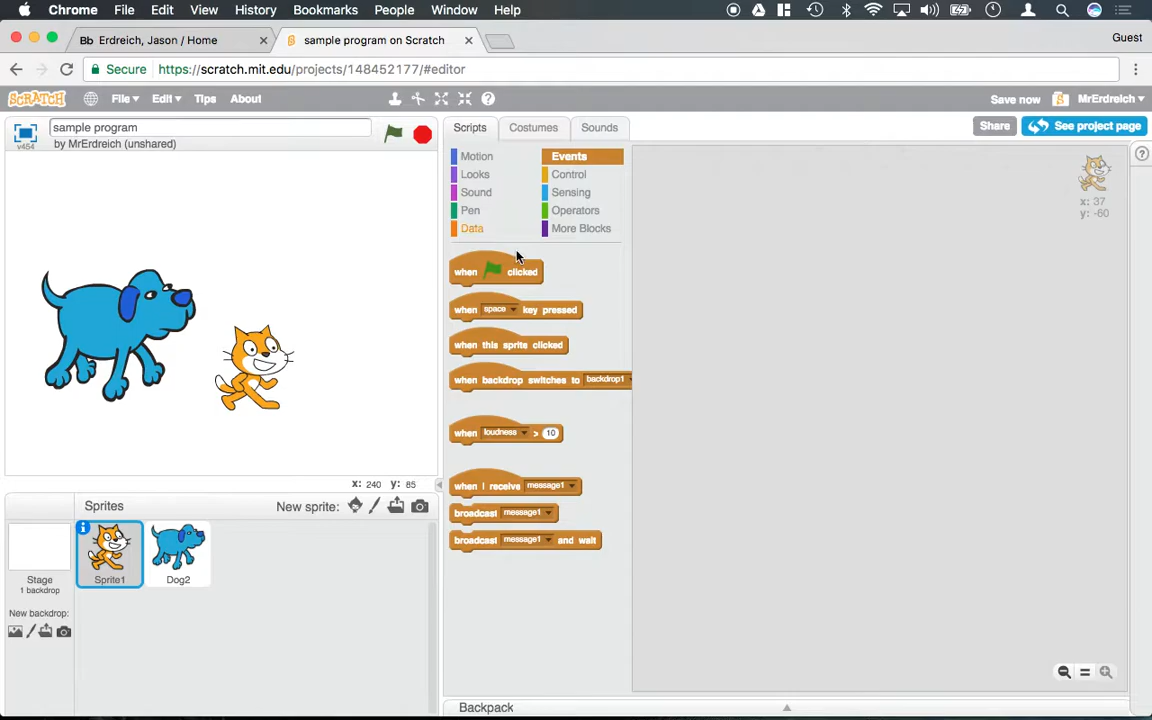 Chrome File Edit View History Bookmarks People Window Help
Bb Erdreich, Jason / Home × sample program on Scratch × Guest
Secure https://scratch.mit.edu/projects/148452177/#editor
SCRATCH File Edit Tips About Save now MrErdreich
sample program
by MrErdreich (unshared)
v454
Scripts Costumes Sounds
Share See project page
Motion Events
Looks Control
Sound Sensing
Pen Operators
Data More Blocks
when clicked
when space key pressed
when this sprite clicked
when backdrop switches to backdrop1
when loudness > 10
when I receive message1
broadcast message1
broadcast message1 and wait
x: 37
y: -60
x: 240 y: 85
Sprites New sprite:
Stage
1 backdrop
New backdrop:
Sprite1
Dog2
Backpack